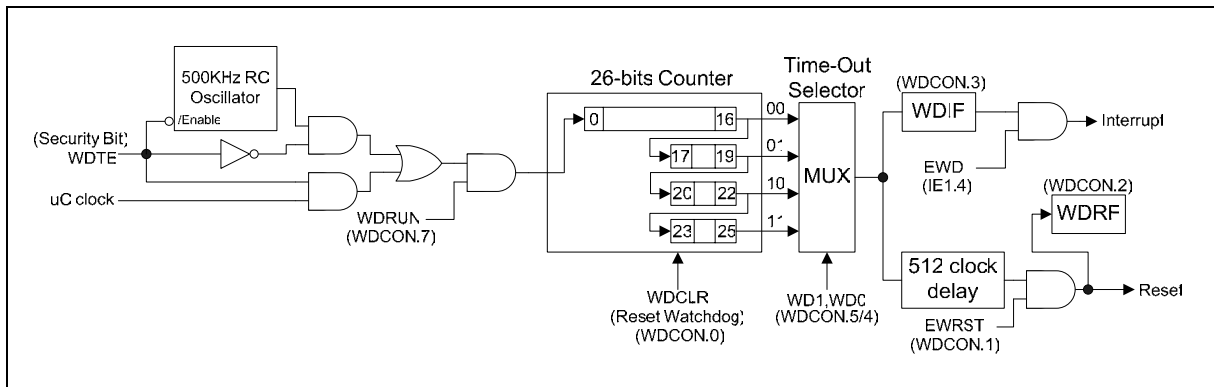 500KHz RC
Oscillator
/Enable
(Security Bit)
WDTE
uC clock
WDRUN
(WDCON.7)
26-bits Counter
0 16
17 19
20 22
23 25
00
01
10
11
WDCLR
(Reset Watchdog)
(WDCON.0)
Time-Out
Selector
MUX
WD1,WD0
(WDCON.5/4)
(WDCON.3)
WDIF
EWD
(IE1.4)
Interrupt
(WDCON.2)
WDRF
512 clock
delay
EWRST
(WDCON.1)
Reset